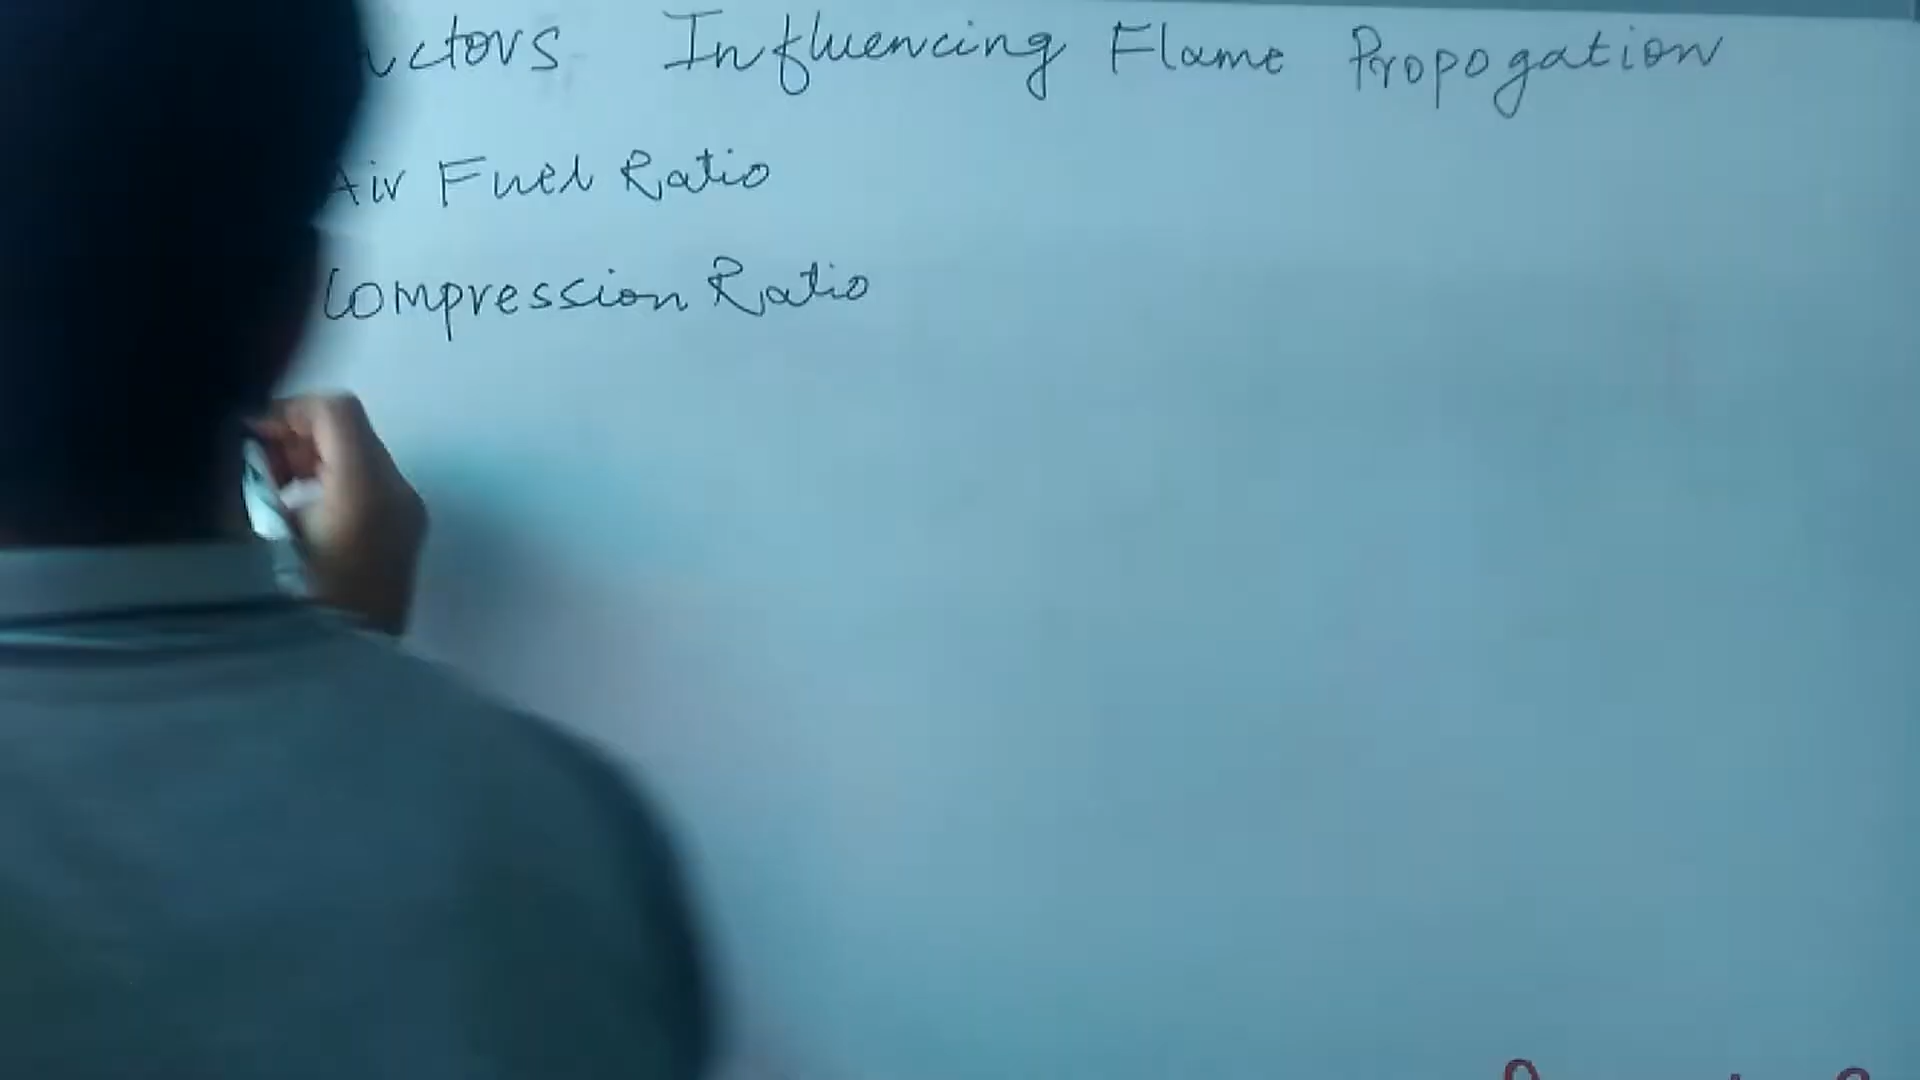 ctors Influencing Flame Propogation
Air Fuel Ratio
Compression Ratio